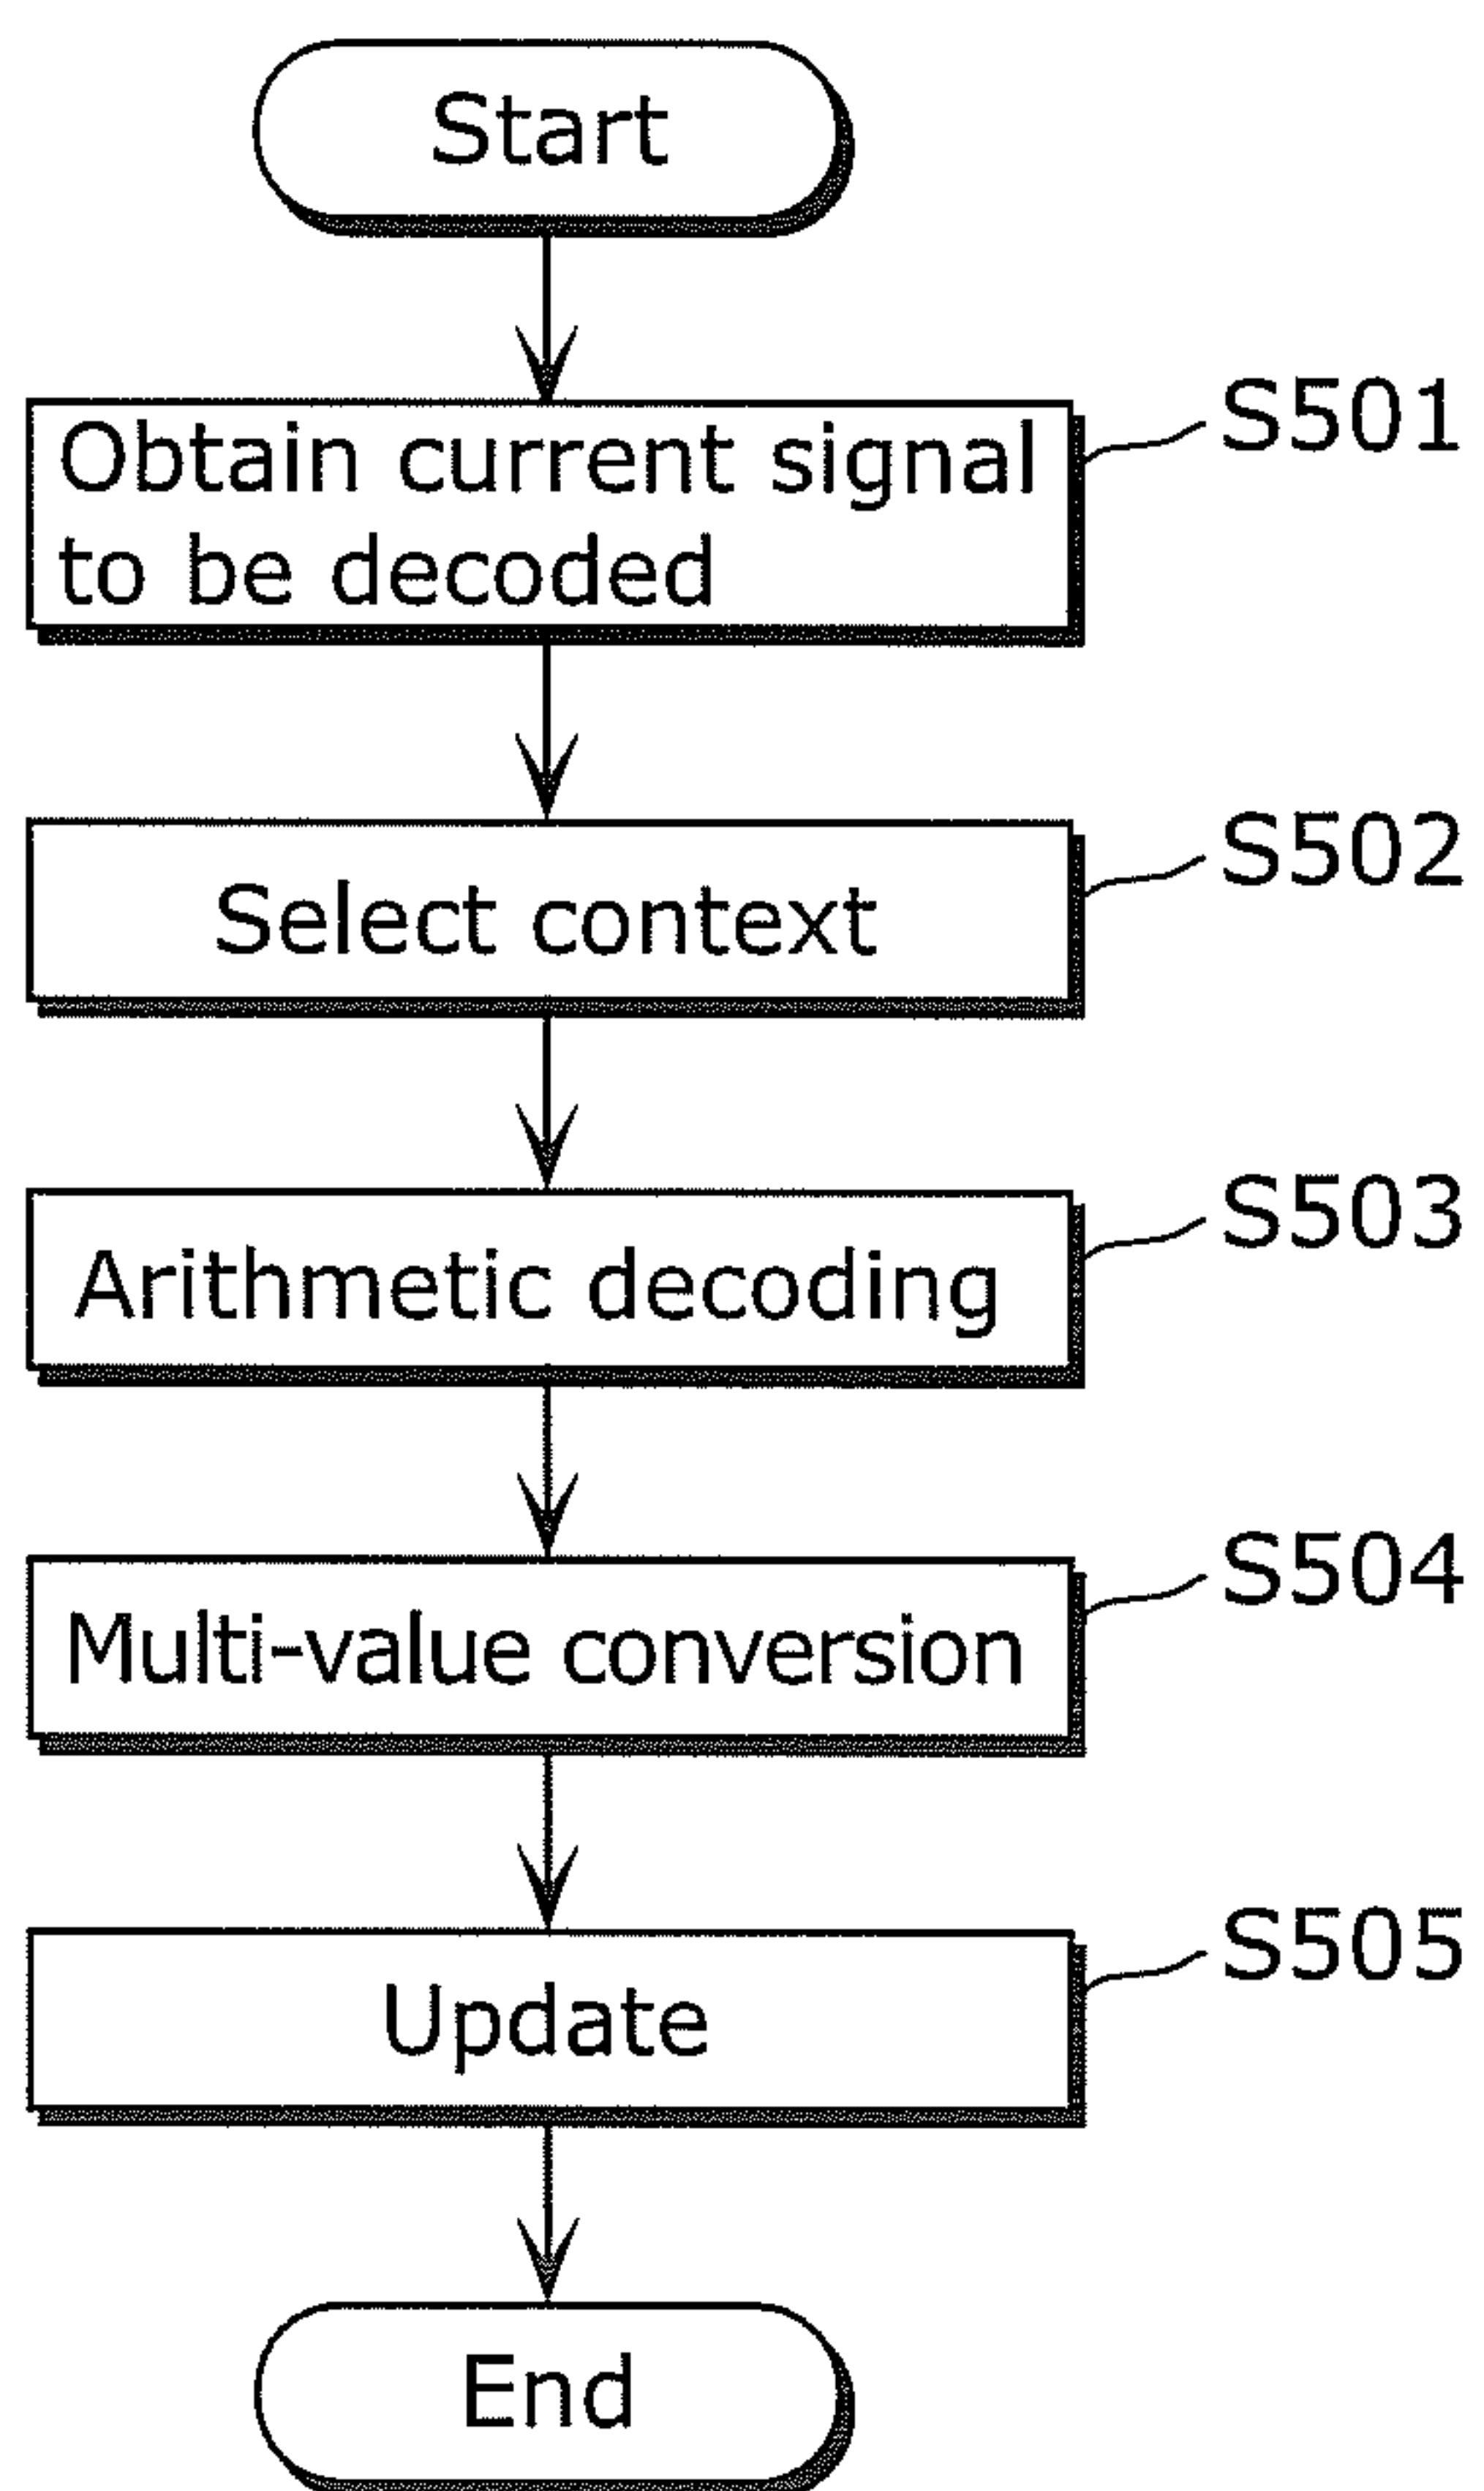 Start
Obtain current signal
to be decoded
S501
Select context
S502
Arithmetic decoding
S503
Multi-value conversion
S504
Update
S505
End